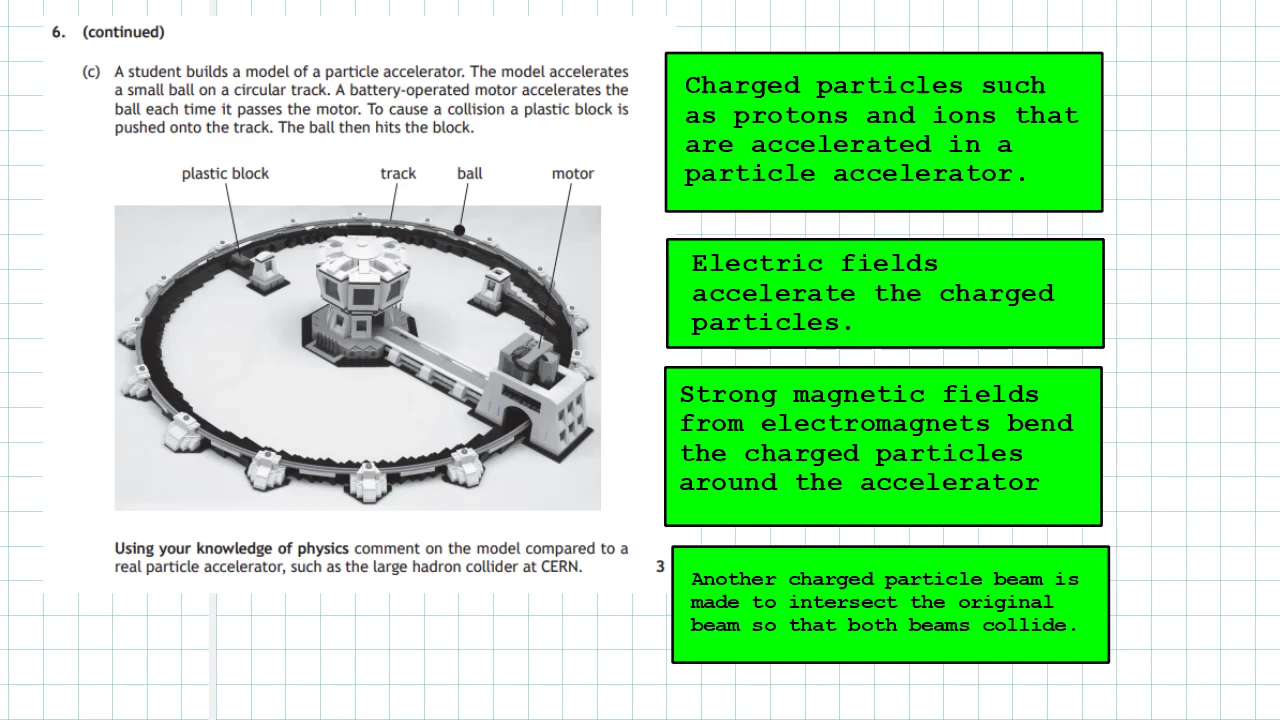 6. (continued)
(c) A student builds a model of a particle accelerator. The model accelerates
a small ball on a circular track. A battery-operated motor accelerates the
ball each time it passes the motor. To cause a collision a plastic block is
pushed onto the track. The ball then hits the block.
plastic block track ball motor
Using your knowledge of physics comment on the model compared to a
real particle accelerator, such as the large hadron collider at CERN. 3
Charged particles such
as protons and ions that
are accelerated in a
particle accelerator.
Electric fields
accelerate the charged
particles.
Strong magnetic fields
from electromagnets bend
the charged particles
around the accelerator
Another charged particle beam is
made to intersect the original
beam so that both beams collide.